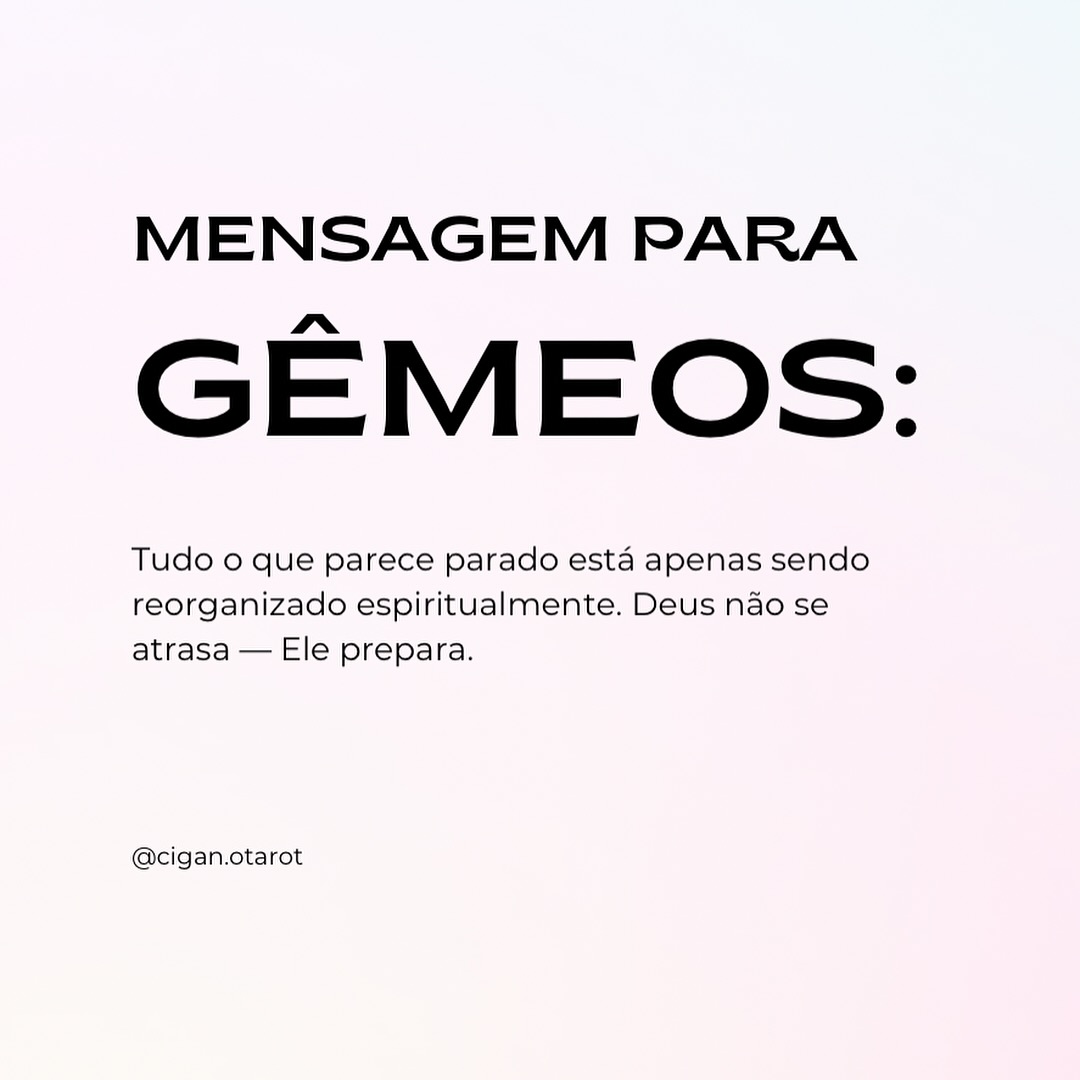 MENSAGEM PARA
GÊMEOS:
Tudo o que parece parado está apenas sendo
reorganizado espiritualmente. Deus não se
atrasa — Ele prepara.
@cigan.otarot